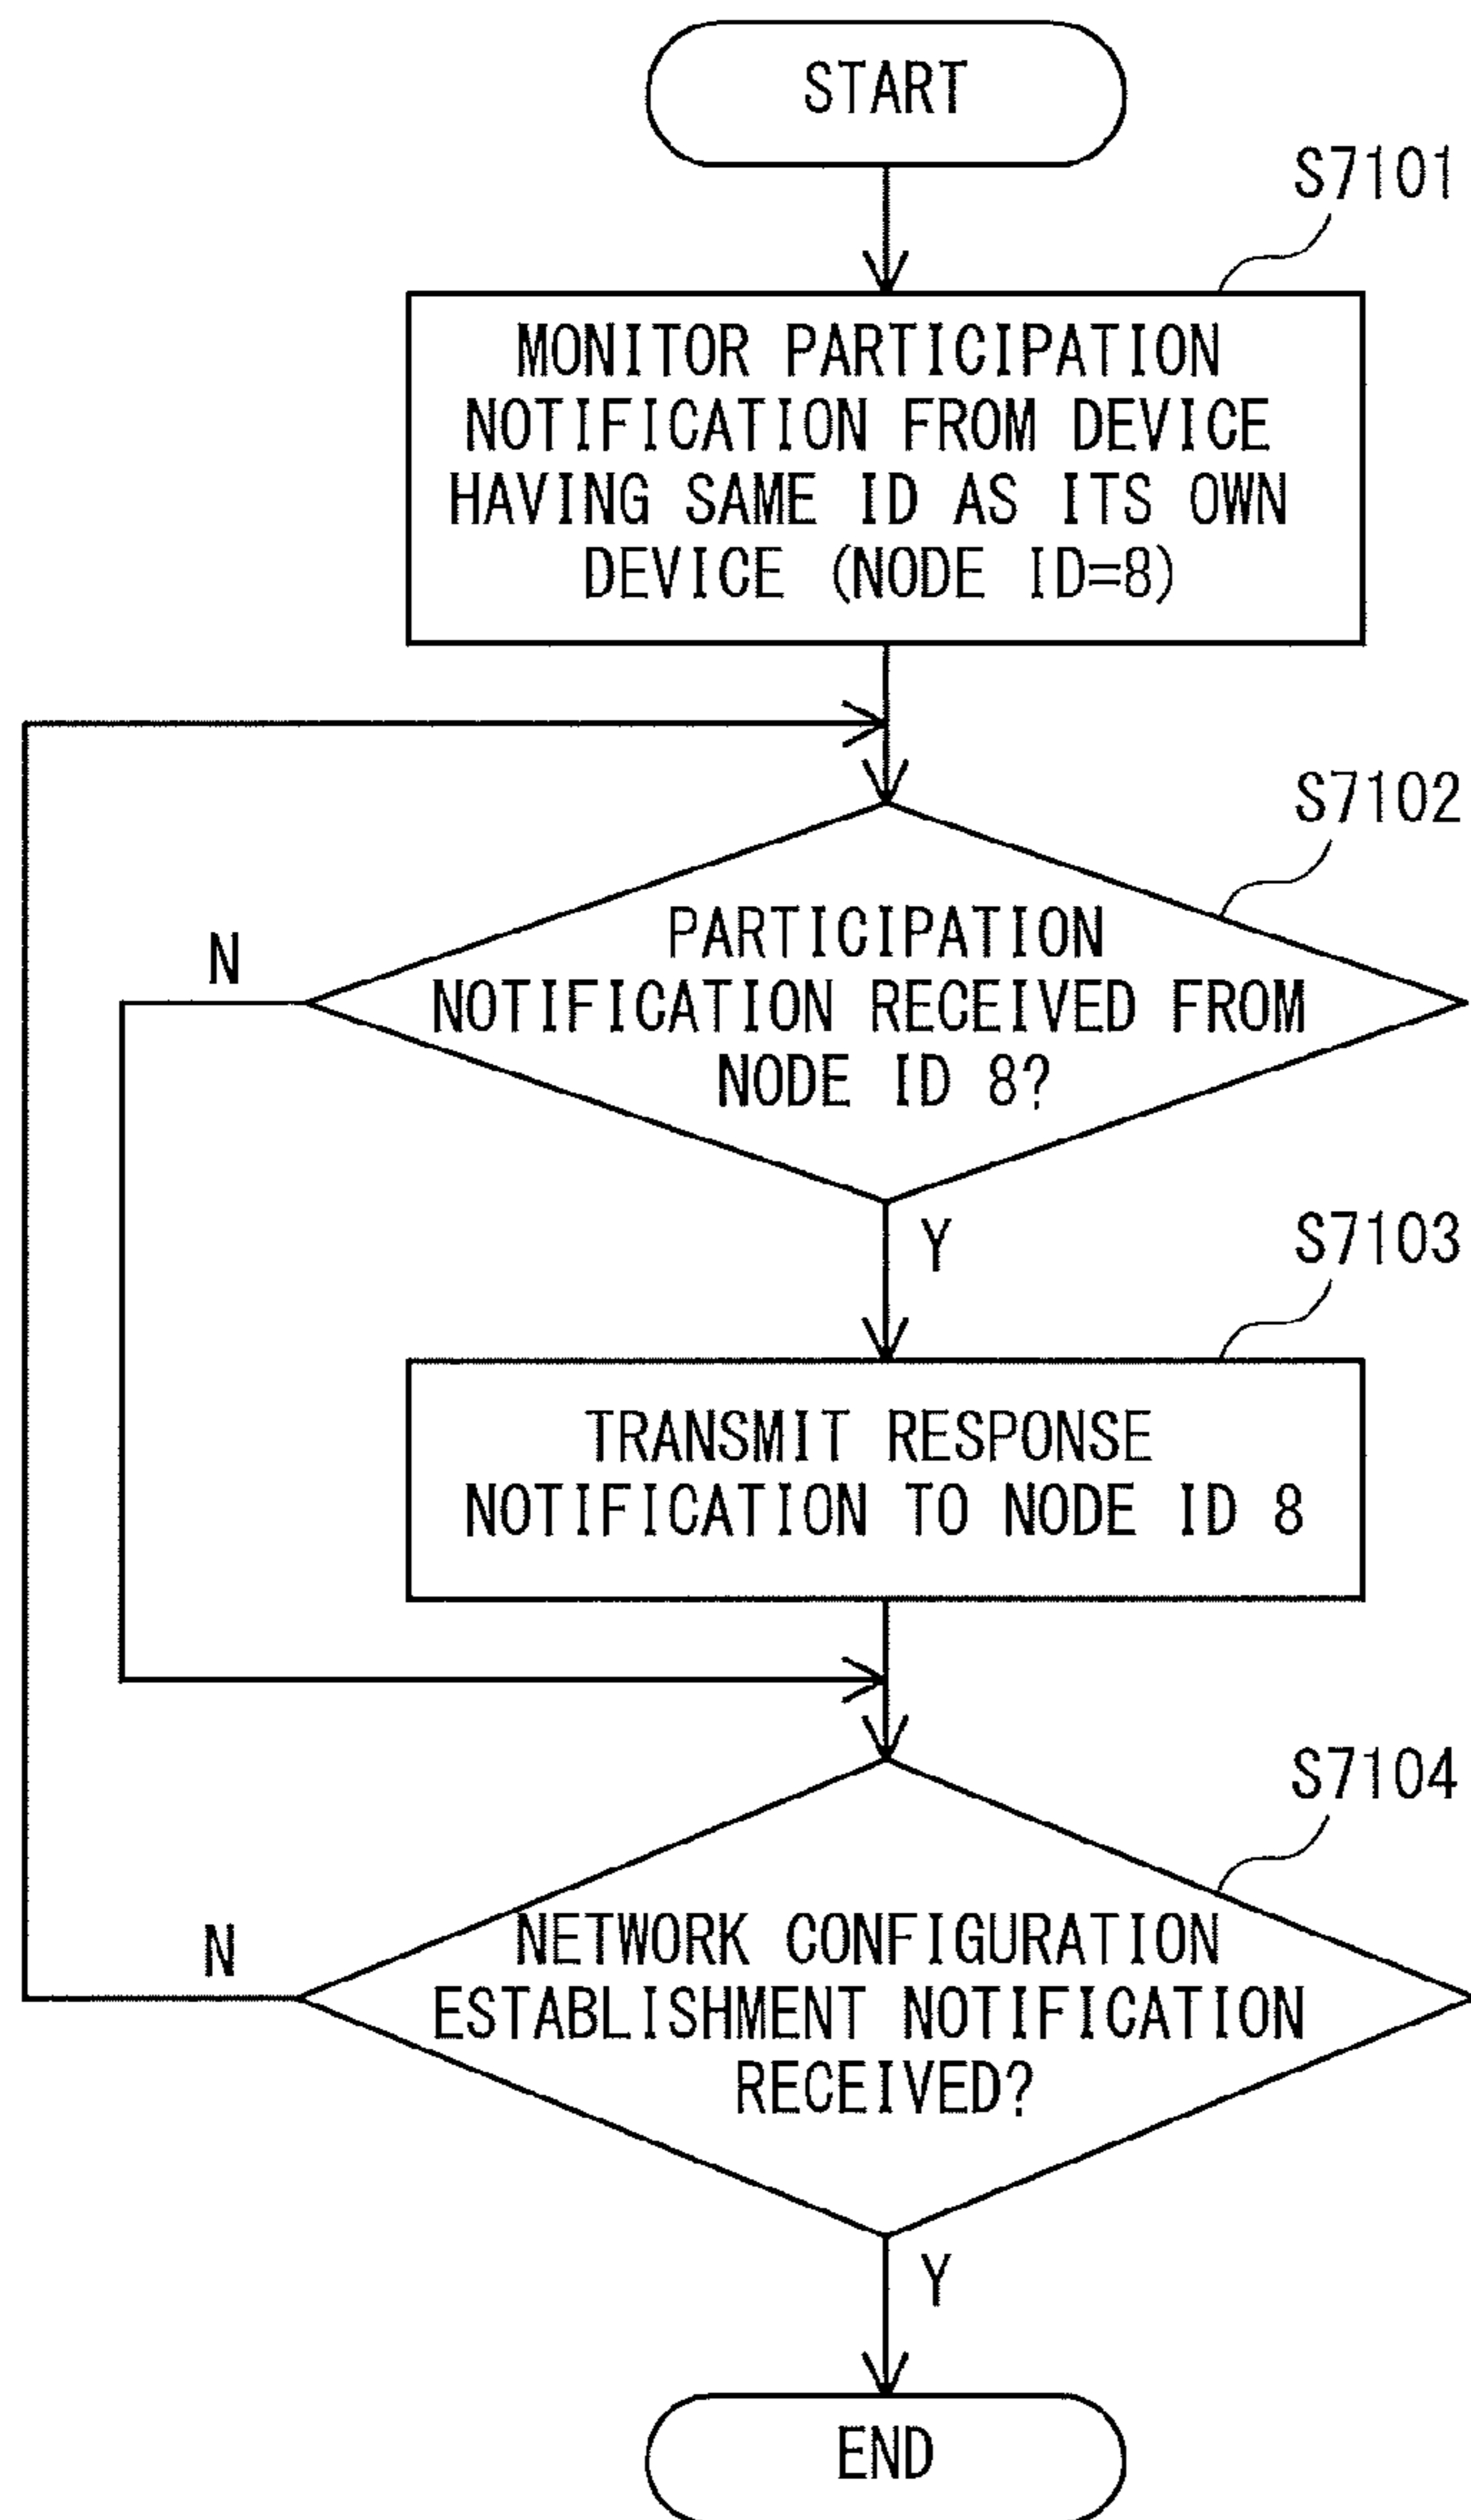 START
S7101
MONITOR PARTICIPATION
NOTIFICATION FROM DEVICE
HAVING SAME ID AS ITS OWN
DEVICE (NODE ID=8)
S7102
PARTICIPATION
NOTIFICATION RECEIVED FROM
NODE ID 8?
N
Y
S7103
TRANSMIT RESPONSE
NOTIFICATION TO NODE ID 8
S7104
NETWORK CONFIGURATION
ESTABLISHMENT NOTIFICATION
RECEIVED?
N
Y
END